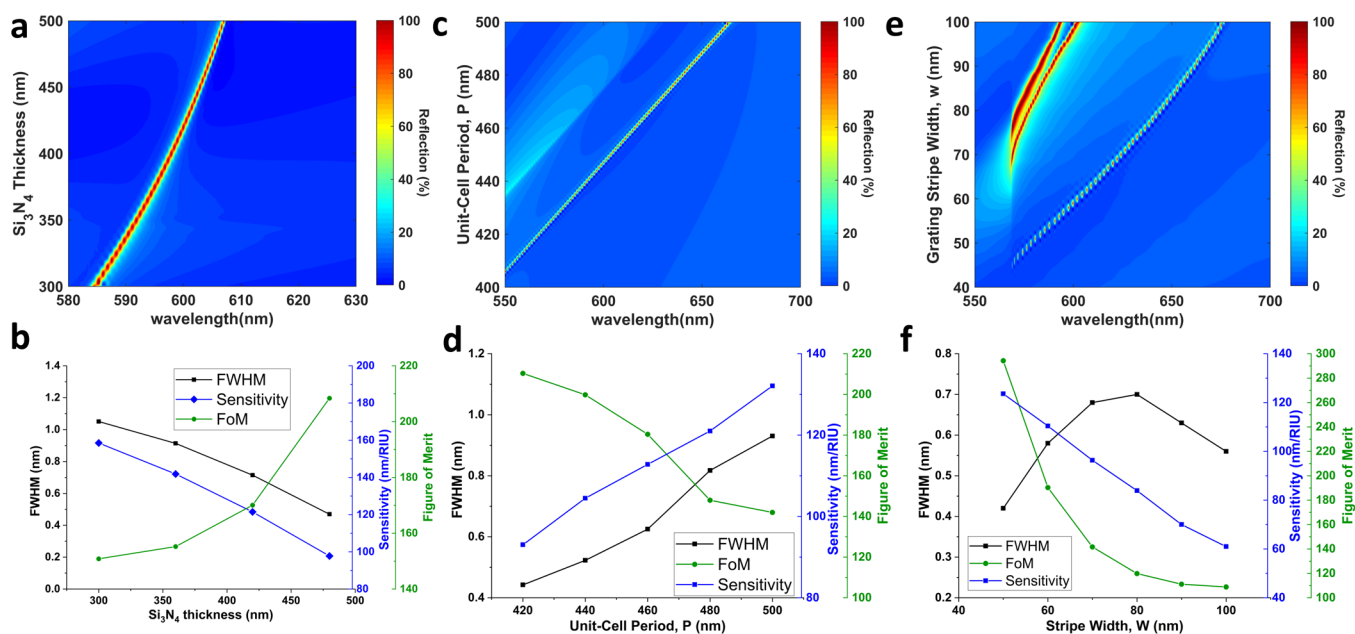 a
500
450
400
350
300
Si3N4 Thickness (nm)
580 590 600 610 620 630
wavelength(nm)
100
80
60
40
20
0
Reflection (%)
c
500
480
460
440
420
400
Unit-Cell Period, P (nm)
550 600 650 700
wavelength(nm)
100
80
60
40
20
0
Reflection (%)
e
100
90
80
70
60
50
40
Grating Stripe Width, w (nm)
550 600 650 700
wavelength(nm)
100
80
60
40
20
0
Reflection (%)
b
1.4
1.2
1.0
0.8
0.6
0.4
0.2
0.0
FWHM (nm)
FWHM
Sensitivity
FoM
300 350 400 450 500
Si3N4 thickness (nm)
200
180
160
140
120
100
80
Sensitivity (nm/RIU)
220
200
180
160
140
Figure of Merit
d
1.2
1.0
0.8
0.6
0.4
FWHM (nm)
FWHM
FoM
Sensitivity
420 440 460 480 500
Unit-Cell Period, P (nm)
140
120
100
80
Sensitivity (nm/RIU)
220
200
180
160
140
120
100
Figure of Merit
f
0.8
0.7
0.6
0.5
0.4
0.3
0.2
FWHM (nm)
FWHM
FoM
Sensitivity
40 60 80 100
Stripe Width, W (nm)
140
120
100
80
60
40
Sensitivity (nm/RIU)
300
280
260
240
220
200
180
160
140
120
100
Figure of Merit